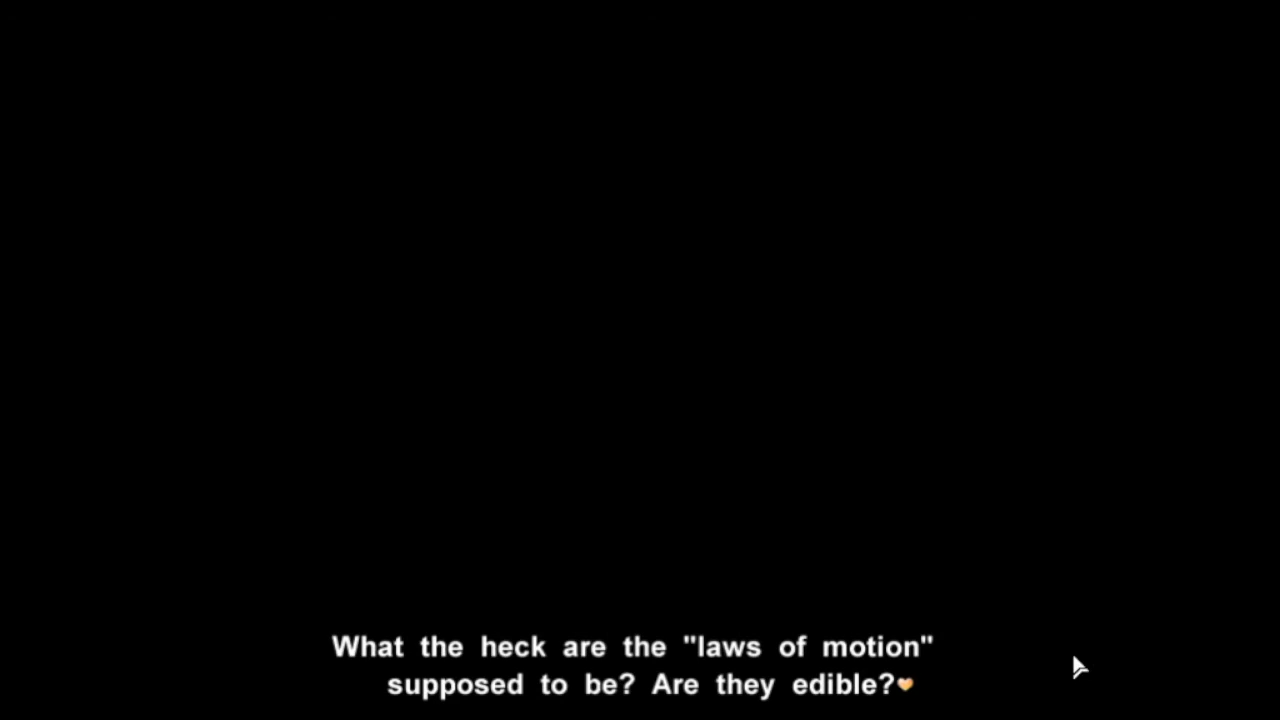 What the heck are the "laws of motion"
supposed to be? Are they edible?🧡